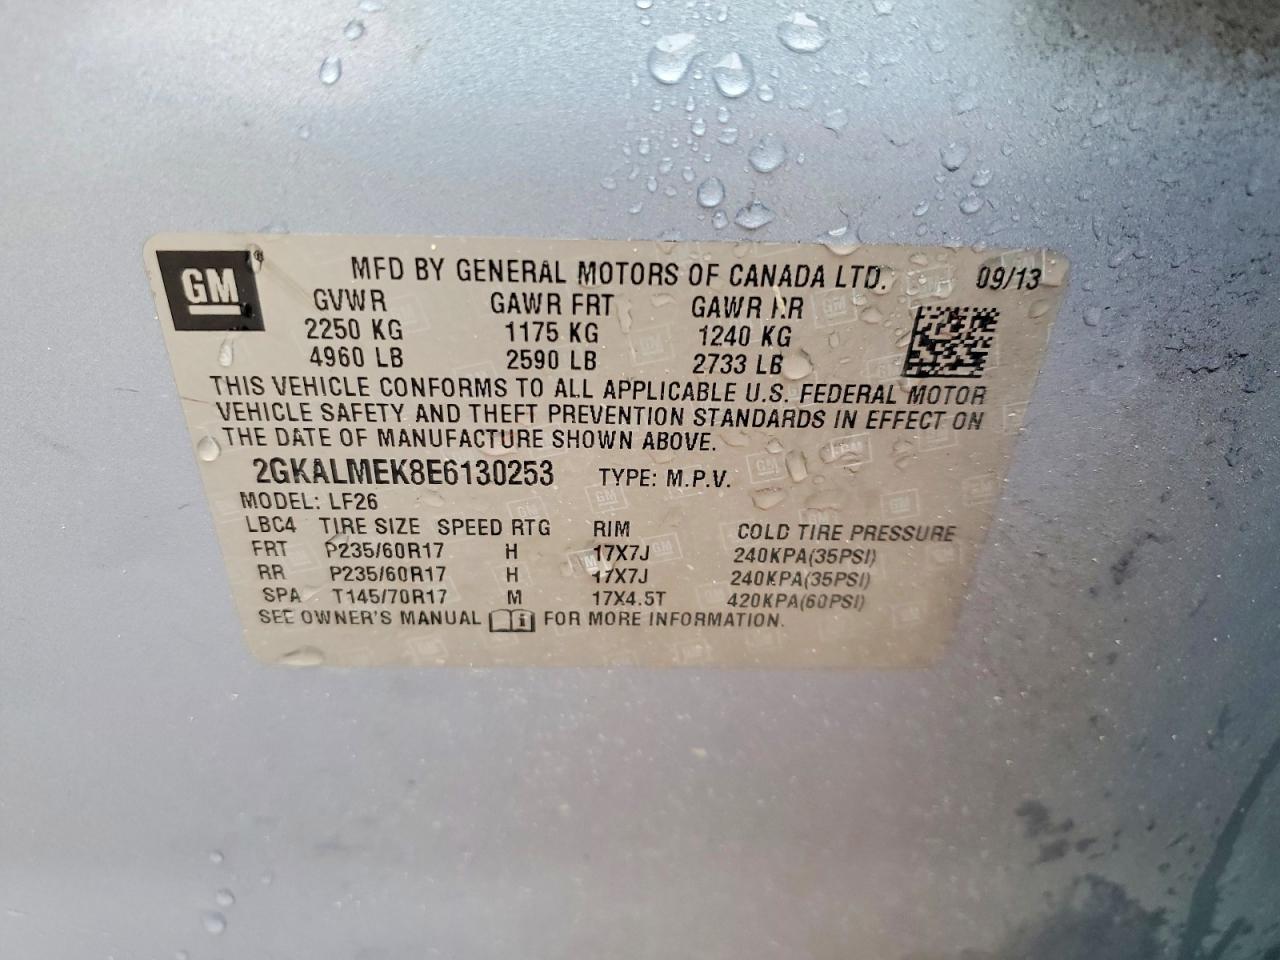 GM® MFD BY GENERAL MOTORS OF CANADA LTD. 09/13
GVWR GAWR FRT GAWR RR
2250 KG 1175 KG 1240 KG
4960 LB 2590 LB 2733 LB
THIS VEHICLE CONFORMS TO ALL APPLICABLE U.S. FEDERAL MOTOR
VEHICLE SAFETY AND THEFT PREVENTION STANDARDS IN EFFECT ON
THE DATE OF MANUFACTURE SHOWN ABOVE.
2GKALMEK8E6130253 TYPE: M.P.V.
MODEL: LF26
LBC4 TIRE SIZE SPEED RTG RIM COLD TIRE PRESSURE
FRT P235/60R17 H 17X7J 240KPA(35PSI)
RR P235/60R17 H 17X7J 240KPA(35PSI)
SPA T145/70R17 M 17X4.5T 420KPA(60PSI)
SEE OWNER'S MANUAL i FOR MORE INFORMATION.